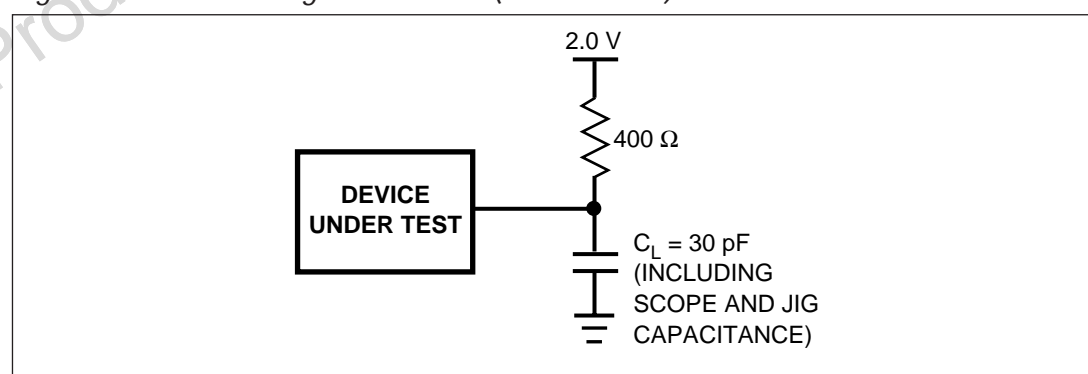 2.0 V
400 Ω
DEVICE
UNDER TEST
C_L = 30 pF
(INCLUDING
SCOPE AND JIG
CAPACITANCE)